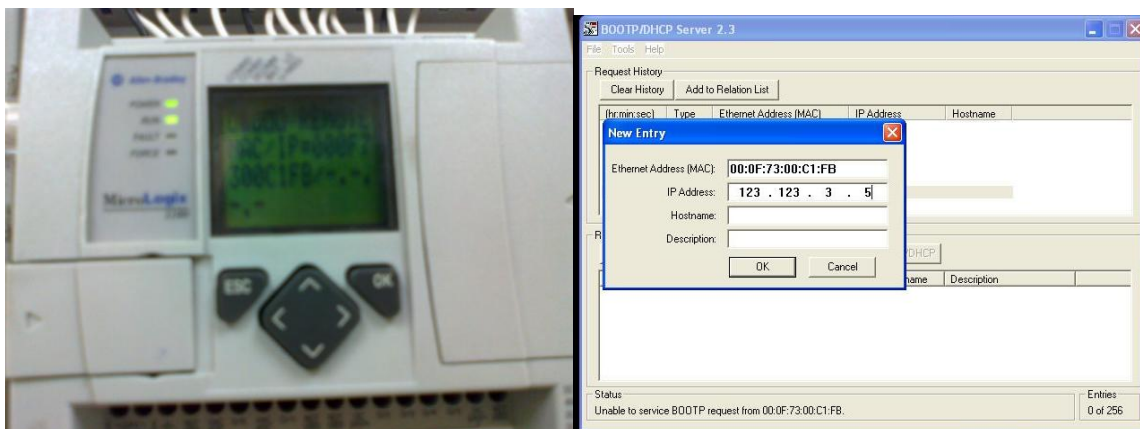 Allen-Bradley
POWER
RUN
FAULT
FORCE
MicroLogix
ESC
OK
BOOTP/DHCP Server 2.3
File Tools Help
Request History
Clear History Add to Relation List
(hr:min:sec) Type Ethernet Address (MAC) IP Address Hostname
New Entry
Ethernet Address (MAC): 00:0F:73:00:C1:FB
IP Address: 123 . 123 . 3 . 5
Hostname:
Description:
OK Cancel
R
/DHCP
name Description
Status
Unable to service BOOTP request from 00:0F:73:00:C1:FB.
Entries
0 of 256